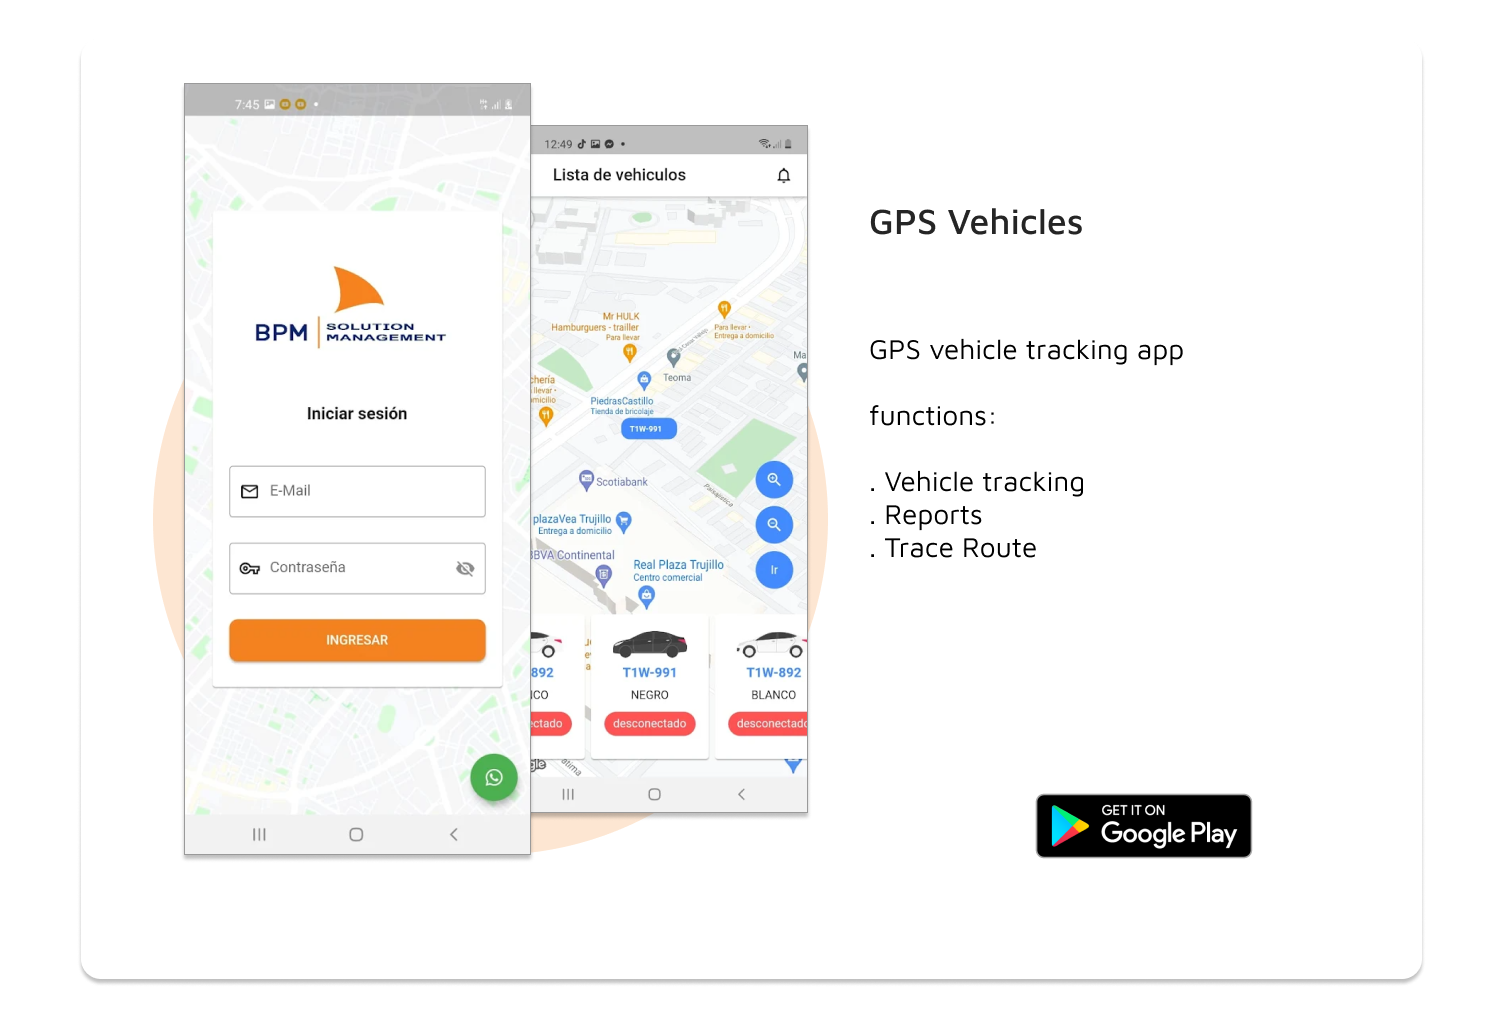 7:45
BPM
SOLUTION
MANAGEMENT
Iniciar sesión
E-Mail
Contraseña
INGRESAR
12:49
Lista de vehiculos
Mr HULK
Hamburguers - trailler
Para llevar
Para llevar ·
Entrega a domicilio
Ma
Teoma
chería
llevar ·
micilio
PiedrasCastillo
Tienda de bricolaje
T1W-991
Scotiabank
plazaVea Trujillo
Entrega a domicilio
BBVA Continental
Real Plaza Trujillo
Centro comercial
Ir
892
NCO
ctado
T1W-991
NEGRO
desconectado
T1W-892
BLANCO
desconectado
GPS Vehicles
GPS vehicle tracking app
functions:
. Vehicle tracking
. Reports
. Trace Route
GET IT ON
Google Play